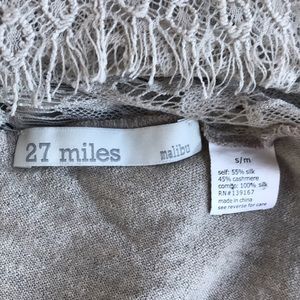 27 miles malibu
s/m
self: 55% silk
45% cashmere
combo: 100% silk
RN#139167
made in china
see reverse for care